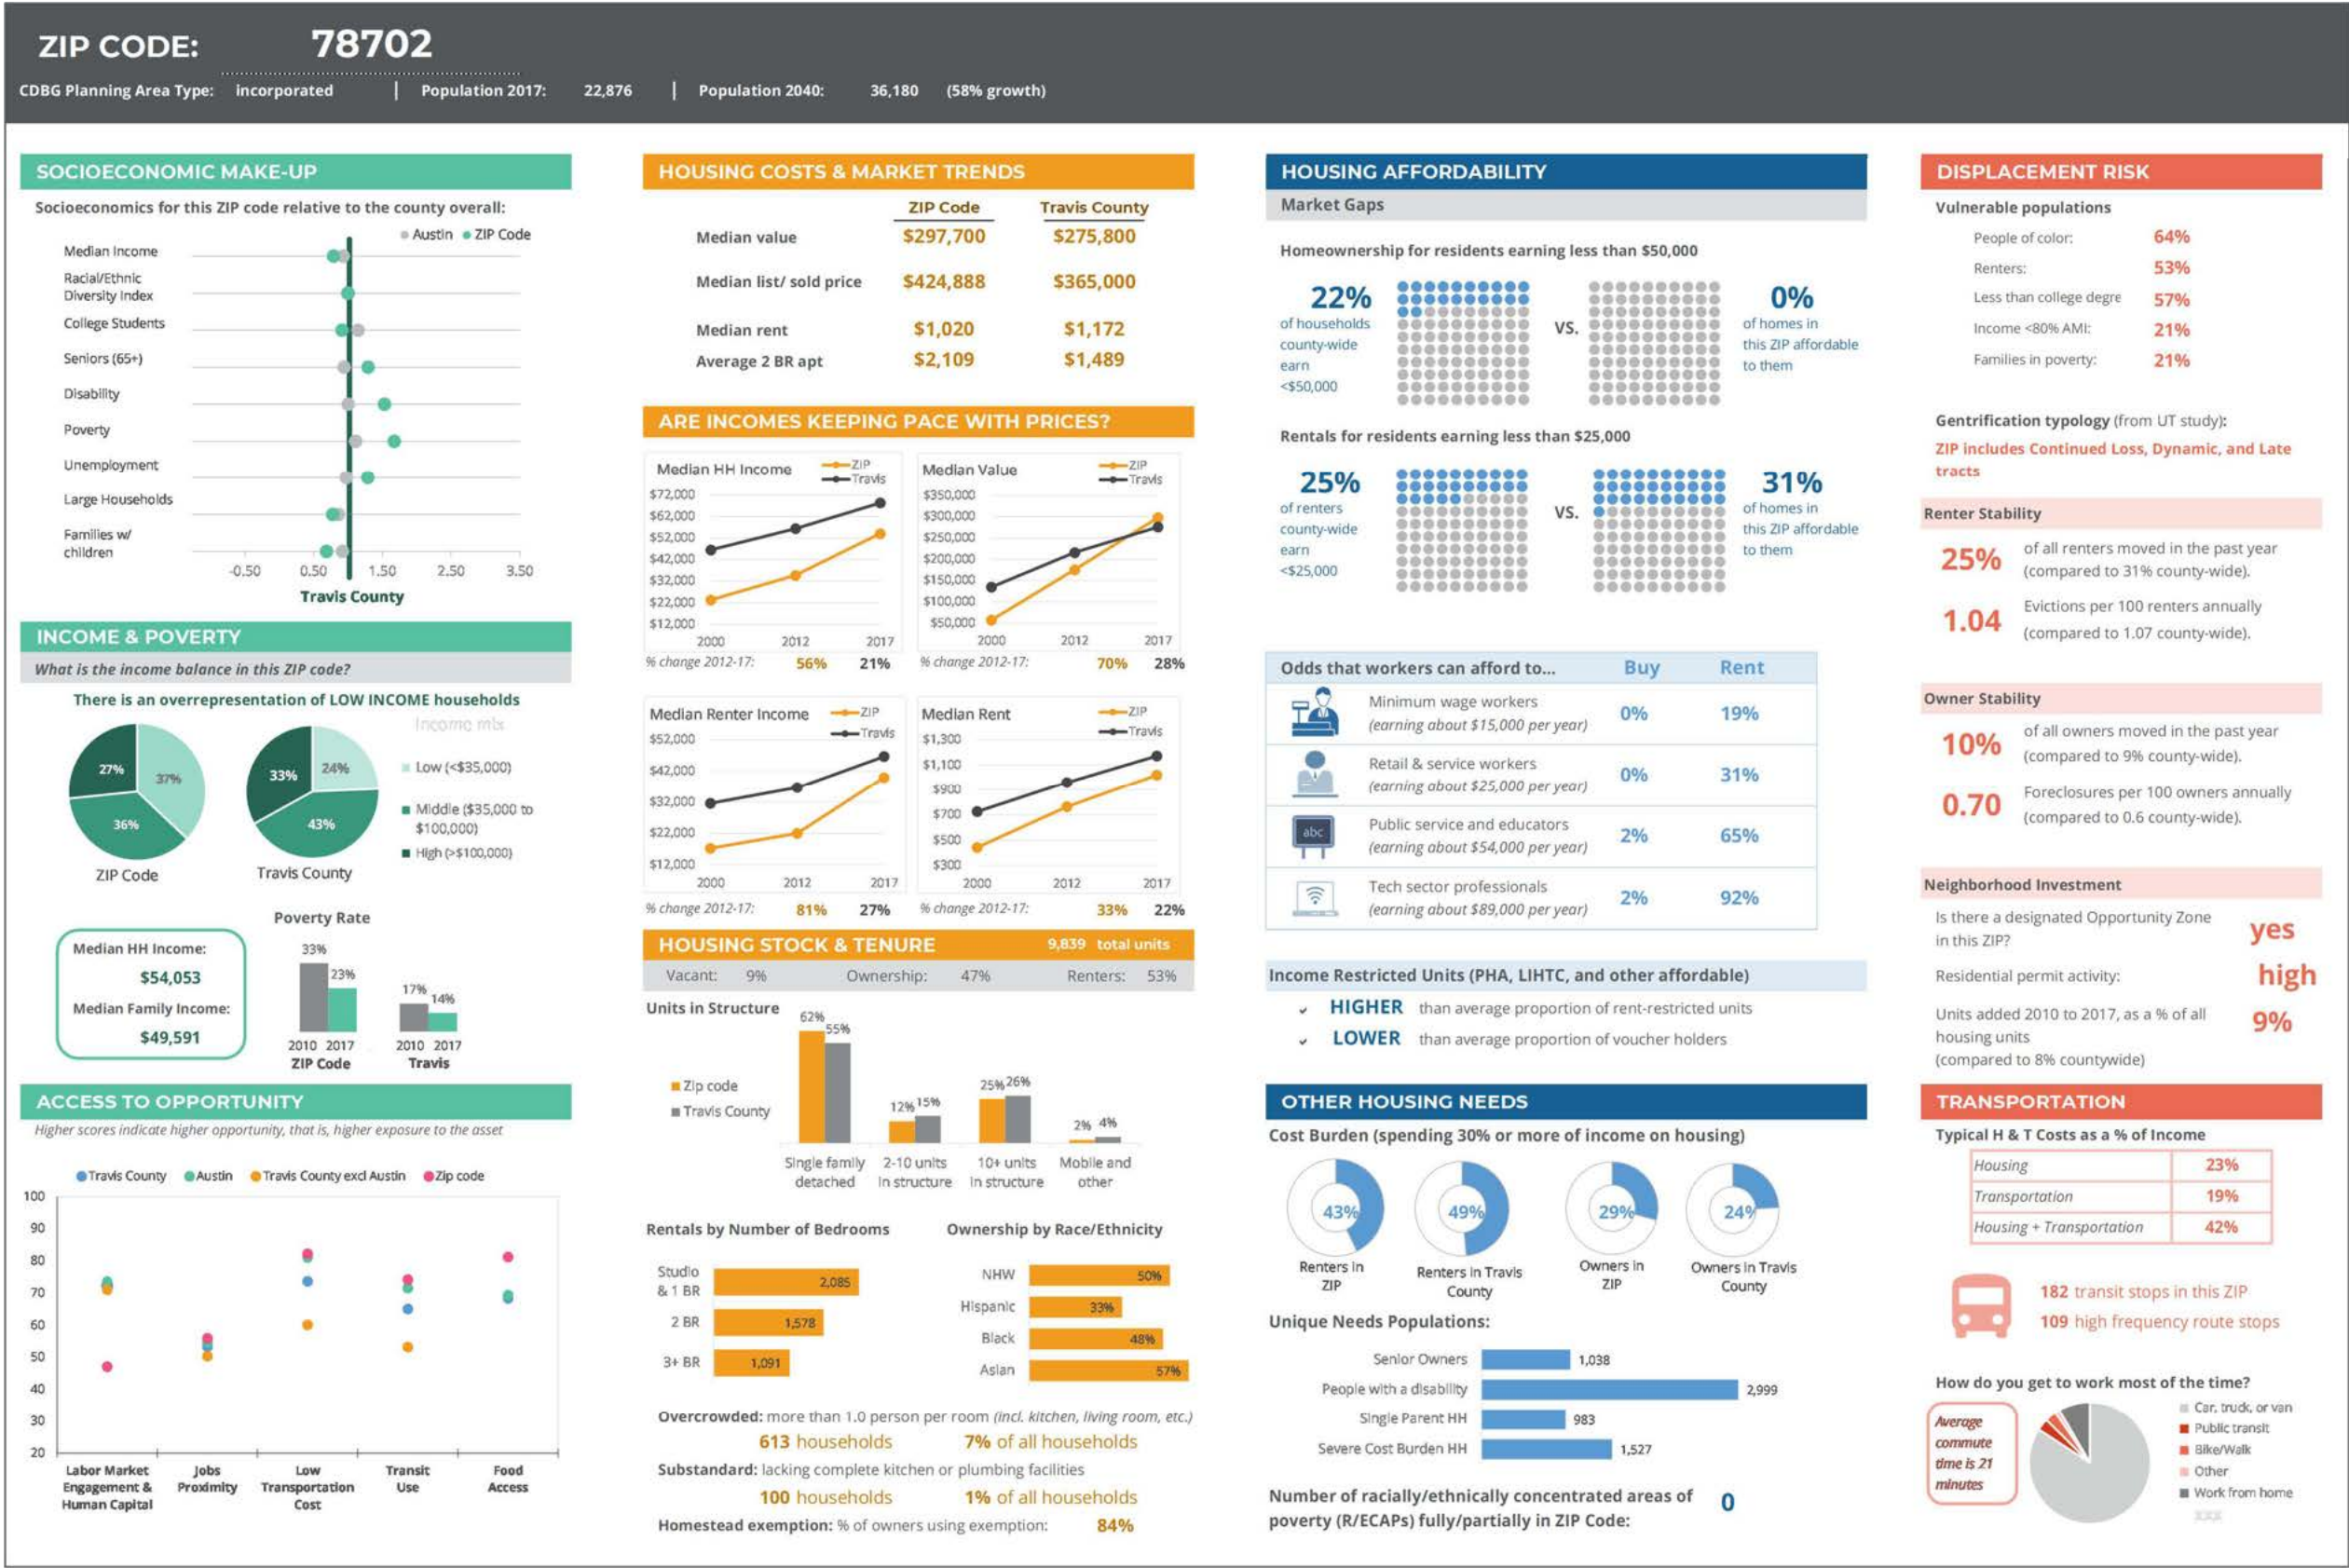 ZIP CODE: 78702
CDBG Planning Area Type: incorporated | Population 2017: 22,876 | Population 2040: 36,180 (58% growth)
SOCIOECONOMIC MAKE-UP
Socioeconomics for this ZIP code relative to the county overall:
Austin ZIP Code
Median Income
Racial/Ethnic
Diversity Index
College Students
Seniors (65+)
Disability
Poverty
Unemployment
Large Households
Families w/
children
-0.50 0.50 1.50 2.50 3.50
Travis County
INCOME & POVERTY
What is the income balance in this ZIP code?
There is an overrepresentation of LOW INCOME households
Income mix
27% 37% 36%
33% 24% 43%
Low (<$35,000)
Middle ($35,000 to
$100,000)
High (>$100,000)
ZIP Code Travis County
Poverty Rate
Median HH Income:
$54,053
Median Family Income:
$49,591
33% 23% 17% 14%
2010 2017 2010 2017
ZIP Code Travis
ACCESS TO OPPORTUNITY
Higher scores indicate higher opportunity, that is, higher exposure to the asset
Travis County Austin Travis County excl Austin Zip code
100
90
80
70
60
50
40
30
20
Labor Market
Engagement &
Human Capital
Jobs
Proximity
Low
Transportation
Cost
Transit
Use
Food
Access
HOUSING COSTS & MARKET TRENDS
ZIP Code Travis County
Median value $297,700 $275,800
Median list/ sold price $424,888 $365,000
Median rent $1,020 $1,172
Average 2 BR apt $2,109 $1,489
ARE INCOMES KEEPING PACE WITH PRICES?
Median HH Income ZIP
Travis
$72,000
$62,000
$52,000
$42,000
$32,000
$22,000
$12,000
2000 2012 2017
% change 2012-17: 56% 21%
Median Value ZIP
Travis
$350,000
$300,000
$250,000
$200,000
$150,000
$100,000
$50,000
2000 2012 2017
% change 2012-17: 70% 28%
Median Renter Income ZIP
Travis
$52,000
$42,000
$32,000
$22,000
$12,000
2000 2012 2017
% change 2012-17: 81% 27%
Median Rent ZIP
Travis
$1,300
$1,100
$900
$700
$500
$300
2000 2012 2017
% change 2012-17: 33% 22%
HOUSING STOCK & TENURE 9,839 total units
Vacant: 9% Ownership: 47% Renters: 53%
Units in Structure
Zip code
Travis County
62% 55% 12% 15% 25% 26% 2% 4%
Single family
detached
2-10 units
in structure
10+ units
in structure
Mobile and
other
Rentals by Number of Bedrooms
Studio
& 1 BR 2,085
2 BR 1,578
3+ BR 1,091
Ownership by Race/Ethnicity
NHW 50%
Hispanic 33%
Black 48%
Asian 57%
Overcrowded: more than 1.0 person per room (incl. kitchen, living room, etc.)
613 households 7% of all households
Substandard: lacking complete kitchen or plumbing facilities
100 households 1% of all households
Homestead exemption: % of owners using exemption: 84%
HOUSING AFFORDABILITY
Market Gaps
Homeownership for residents earning less than $50,000
22%
of households
county-wide
earn
<$50,000
VS.
0%
of homes in
this ZIP affordable
to them
Rentals for residents earning less than $25,000
25%
of renters
county-wide
earn
<$25,000
VS.
31%
of homes in
this ZIP affordable
to them
Odds that workers can afford to... Buy Rent
Minimum wage workers
(earning about $15,000 per year) 0% 19%
Retail & service workers
(earning about $25,000 per year) 0% 31%
abc
Public service and educators
(earning about $54,000 per year) 2% 65%
Tech sector professionals
(earning about $89,000 per year) 2% 92%
Income Restricted Units (PHA, LIHTC, and other affordable)
HIGHER than average proportion of rent-restricted units
LOWER than average proportion of voucher holders
OTHER HOUSING NEEDS
Cost Burden (spending 30% or more of income on housing)
43% 49% 29% 24%
Renters in
ZIP
Renters in Travis
County
Owners in
ZIP
Owners in Travis
County
Unique Needs Populations:
Senior Owners 1,038
People with a disability 2,999
Single Parent HH 983
Severe Cost Burden HH 1,527
Number of racially/ethnically concentrated areas of
poverty (R/ECAPs) fully/partially in ZIP Code: 0
DISPLACEMENT RISK
Vulnerable populations
People of color: 64%
Renters: 53%
Less than college degre 57%
Income <80% AMI: 21%
Families in poverty: 21%
Gentrification typology (from UT study):
ZIP includes Continued Loss, Dynamic, and Late
tracts
Renter Stability
25% of all renters moved in the past year
(compared to 31% county-wide).
1.04 Evictions per 100 renters annually
(compared to 1.07 county-wide).
Owner Stability
10% of all owners moved in the past year
(compared to 9% county-wide).
0.70 Foreclosures per 100 owners annually
(compared to 0.6 county-wide).
Neighborhood Investment
Is there a designated Opportunity Zone
in this ZIP? yes
Residential permit activity: high
Units added 2010 to 2017, as a % of all
housing units 9%
(compared to 8% countywide)
TRANSPORTATION
Typical H & T Costs as a % of Income
Housing 23%
Transportation 19%
Housing + Transportation 42%
182 transit stops in this ZIP
109 high frequency route stops
How do you get to work most of the time?
Average
commute
time is 21
minutes
Car, truck, or van
Public transit
Bike/Walk
Other
Work from home
xxx